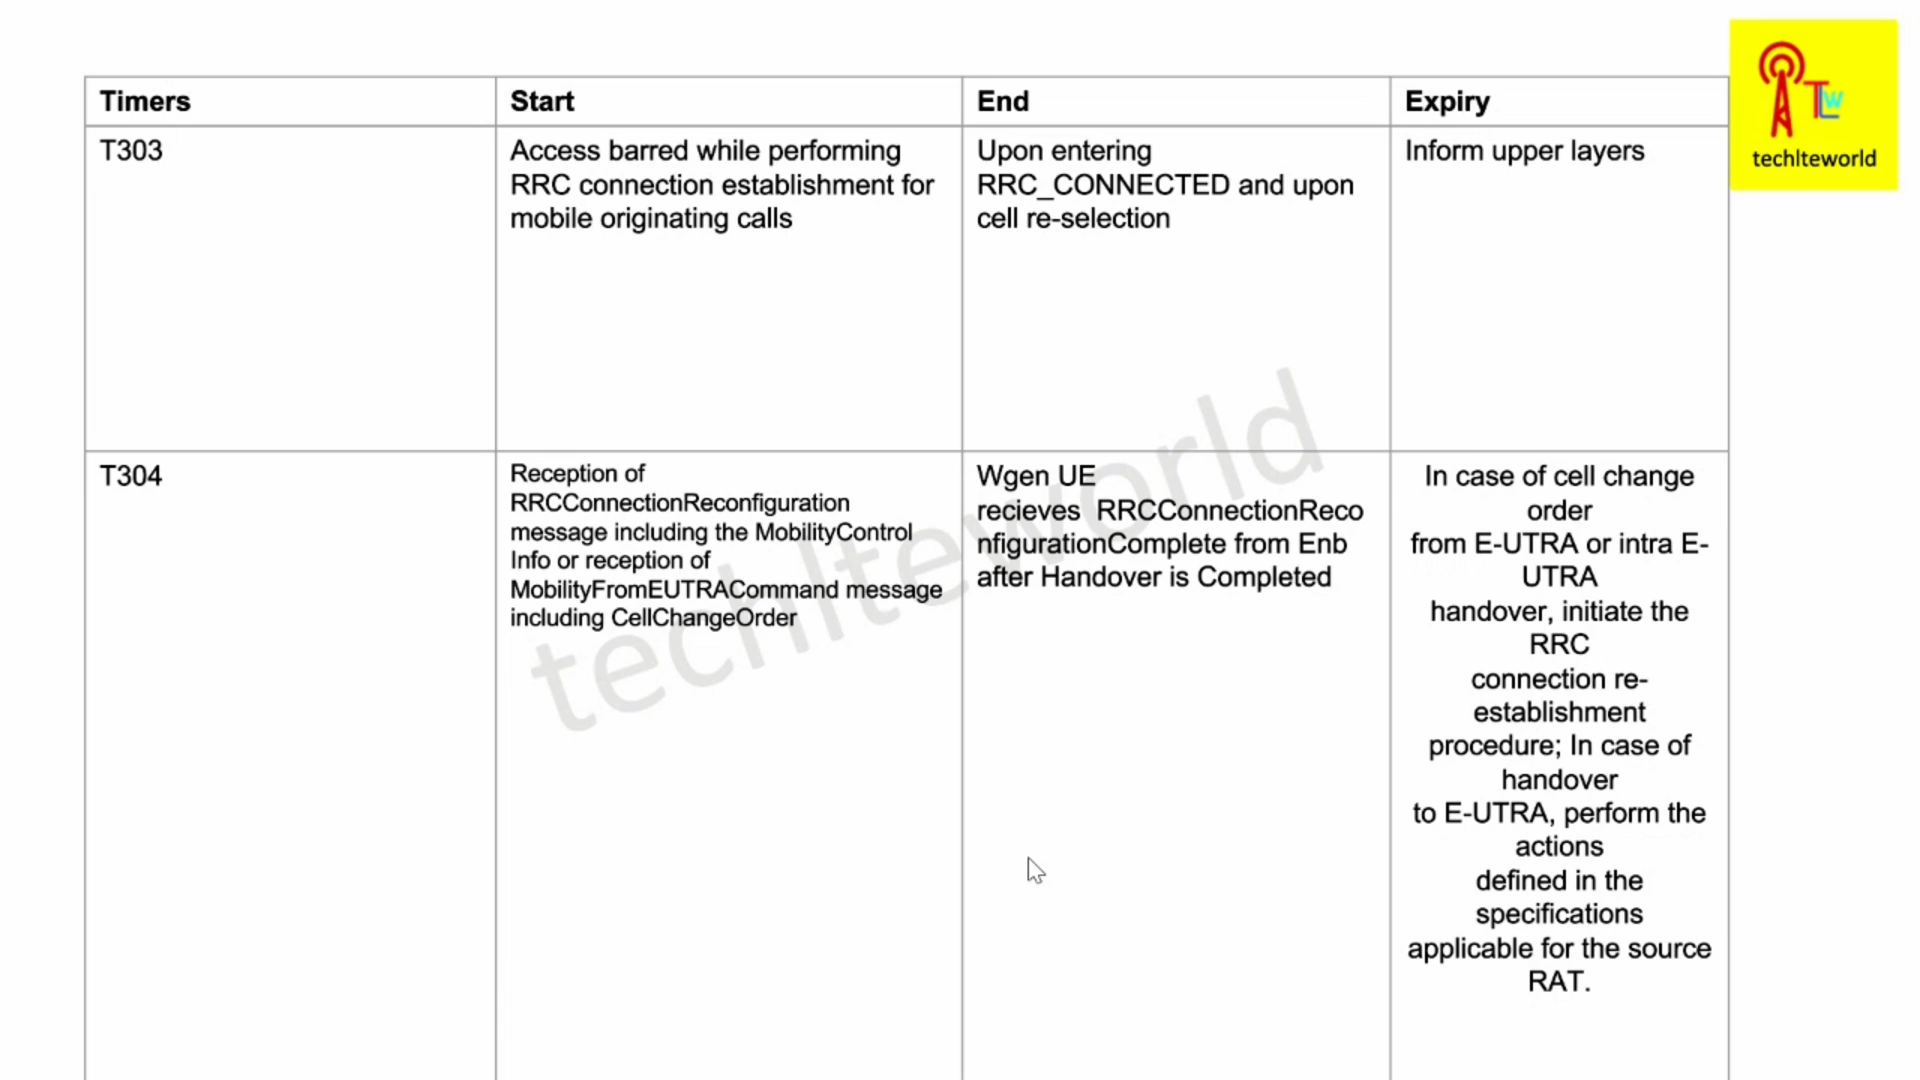 Timers
Start
End
Expiry
T303
Access barred while performing
RRC connection establishment for
mobile originating calls
Upon entering
RRC_CONNECTED and upon
cell re-selection
Inform upper layers
T304
Reception of
RRCConnectionReconfiguration
message including the MobilityControl
Info or reception of
MobilityFromEUTRACommand message
including CellChangeOrder
Wgen UE
recieves  RRCConnectionReco
nfigurationComplete from Enb
after Handover is Completed
In case of cell change
order
from E-UTRA or intra E-
UTRA
handover, initiate the
RRC
connection re-
establishment
procedure; In case of
handover
to E-UTRA, perform the
actions
defined in the
specifications
applicable for the source
RAT.
techlteworld
TLW
techlteworld